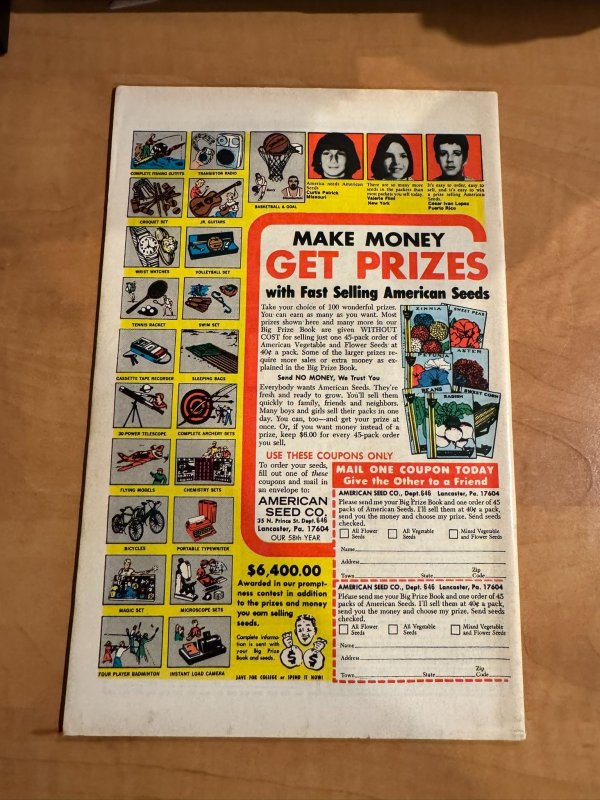 COMPLETE FISHING OUTFITS
TRANSISTOR RADIO
BASKETBALL & GOAL
CROQUET SET
JR. GUITARS
WRIST WATCHES
VOLLEYBALL SET
TENNIS RACKET
SWIM SET
CASSETTE TAPE RECORDER
SLEEPING BAGS
30 POWER TELESCOPE
COMPLETE ARCHERY SETS
FLYING MODELS
CHEMISTRY SETS
BICYCLES
PORTABLE TYPEWRITER
MAGIC SET
MICROSCOPE SETS
FOUR PLAYER BADMINTON
INSTANT LOAD CAMERA
America needs American
Seeds
Curtis Patrick
Missouri
There are so many more
seeds in the packets than
most packets you sell today.
Valerie Flint
New York
It's easy to order, easy to
sell, and it's easy to win
a prize selling American
Seeds.
Cesar Ivan Lopez
Puerto Rico
MAKE MONEY
GET PRIZES
with Fast Selling American Seeds
Take your choice of 100 wonderful prizes.
You can earn as many as you want. Most
prizes shown here and many more in our
Big Prize Book are given WITHOUT
COST for selling just one 45-pack order of
American Vegetable and Flower Seeds at
40¢ a pack. Some of the larger prizes re-
quire more sales or extra money as ex-
plained in the Big Prize Book.
Send NO MONEY, We Trust You
Everybody wants American Seeds. They're
fresh and ready to grow. You'll sell them
quickly to family, friends and neighbors.
Many boys and girls sell their packs in one
day. You can, too—and get your prize at
once. Or, if you want money instead of a
prize, keep $6.00 for every 45-pack order
you sell.
ZINNIA
SWEET PEAS
ASTER
BEANS
RADISH
SWEET CORN
USE THESE COUPONS ONLY
To order your seeds,
fill out one of these
coupons and mail in
an envelope to:
AMERICAN
SEED CO.
35 N. Prince St. Dept. 646
Lancaster, Pa. 17604
OUR 58th YEAR
$6,400.00
Awarded in our prompt-
ness contest in addition
to the prizes and money
you earn selling
seeds.
Complete informa-
tion is sent with
your Big Prize
Book and seeds.
$
$
SAVE FOR COLLEGE or SPEND IT NOW!
MAIL ONE COUPON TODAY
Give the Other to a Friend
AMERICAN SEED CO., Dept. 646 Lancaster, Pa. 17604
Please send me your Big Prize Book and one order of 45
packs of American Seeds. I'll sell them at 40¢ a pack,
send you the money and choose my prize. Send seeds
checked.
All Flower
Seeds
All Vegetable
Seeds
Mixed Vegetable
and Flower Seeds
Name
Address
Town State Zip Code
AMERICAN SEED CO., Dept. 646 Lancaster, Pa. 17604
Please send me your Big Prize Book and one order of 45
packs of American Seeds. I'll sell them at 40¢ a pack,
send you the money and choose my prize. Send seeds
checked.
All Flower
Seeds
All Vegetable
Seeds
Mixed Vegetable
and Flower Seeds
Name
Address
Town State Zip Code